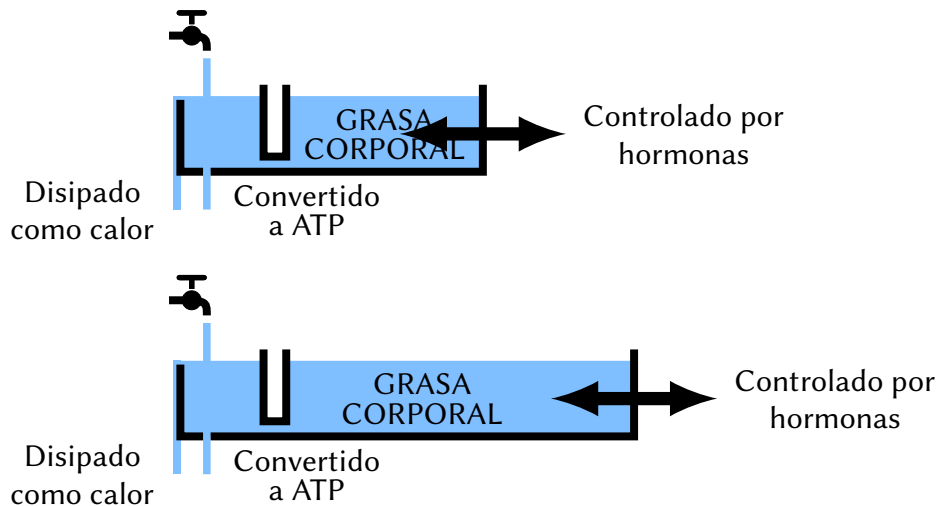 GRASA
CORPORAL
Controlado por
hormonas
Disipado
como calor
Convertido
a ATP
GRASA
CORPORAL
Controlado por
hormonas
Disipado
como calor
Convertido
a ATP